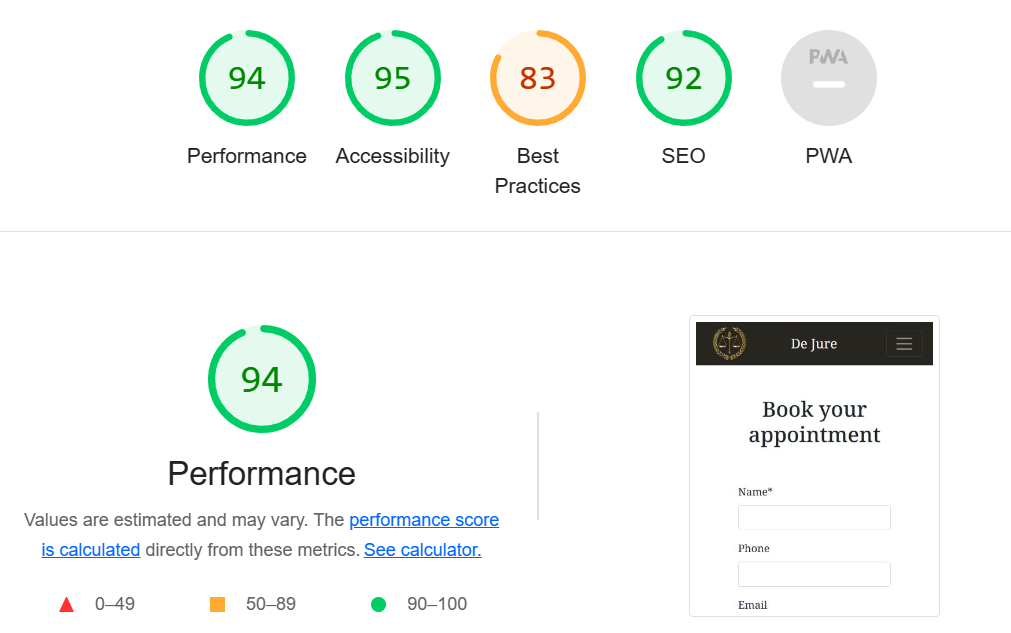 94
95
83
92
PWA
Performance
Accessibility
Best
Practices
SEO
PWA
94
Performance
Values are estimated and may vary. The performance score
is calculated directly from these metrics. See calculator.
0–49
50–89
90–100
De Jure
Book your
appointment
Name*
Phone
Email